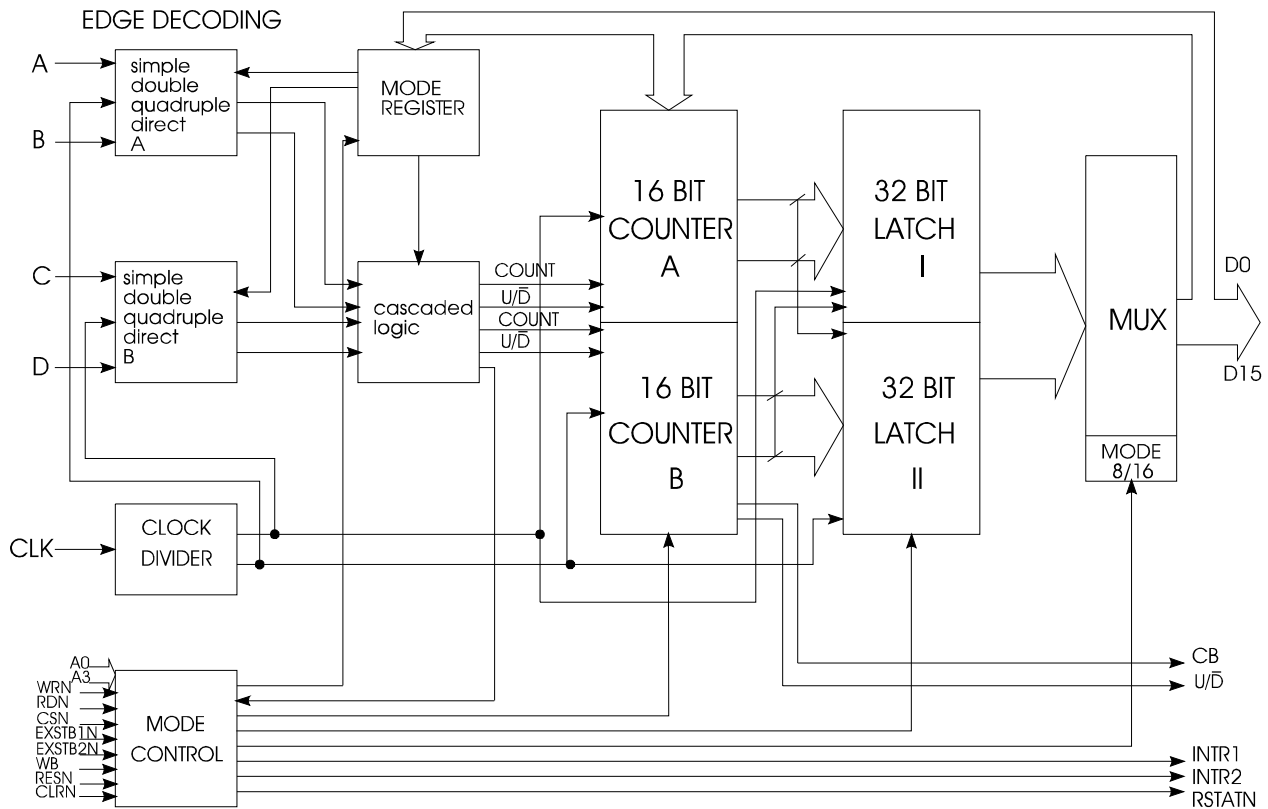 EDGE DECODING
A
B
simple
double
quadruple
direct
A
MODE
REGISTER
C
D
simple
double
quadruple
direct
B
cascaded
logic
COUNT
U/D̅
COUNT
U/D̅
16 BIT
COUNTER
A
16 BIT
COUNTER
B
32 BIT
LATCH
I
32 BIT
LATCH
II
MUX
MODE
8/16
D0
D15
CLK
CLOCK
DIVIDER
A0
A3
WRN
RDN
CSN
EXSTB1N
EXSTB2N
WB
RESN
CLRN
MODE
CONTROL
CB
U/D̅
INTR1
INTR2
RSTATN